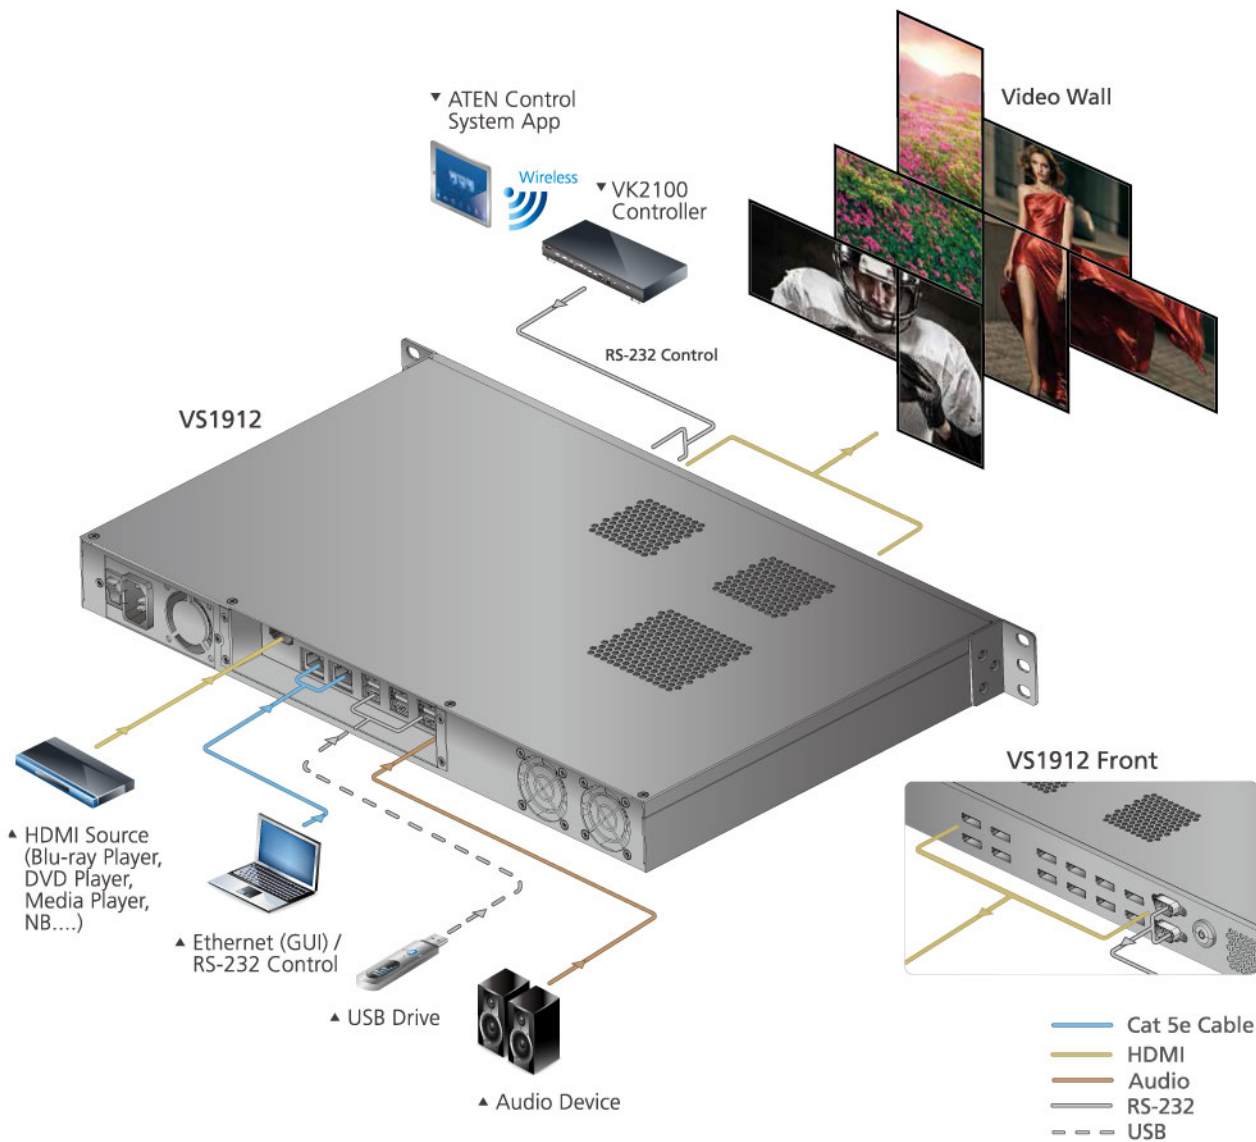 ▼ ATEN Control
System App
Wireless
▼ VK2100
Controller
Video Wall
RS-232 Control
VS1912
VS1912 Front
▲ HDMI Source
(Blu-ray Player,
DVD Player,
Media Player,
NB....)
▲ Ethernet (GUI) /
RS-232 Control
▲ USB Drive
▲ Audio Device
Cat 5e Cable
HDMI
Audio
RS-232
USB